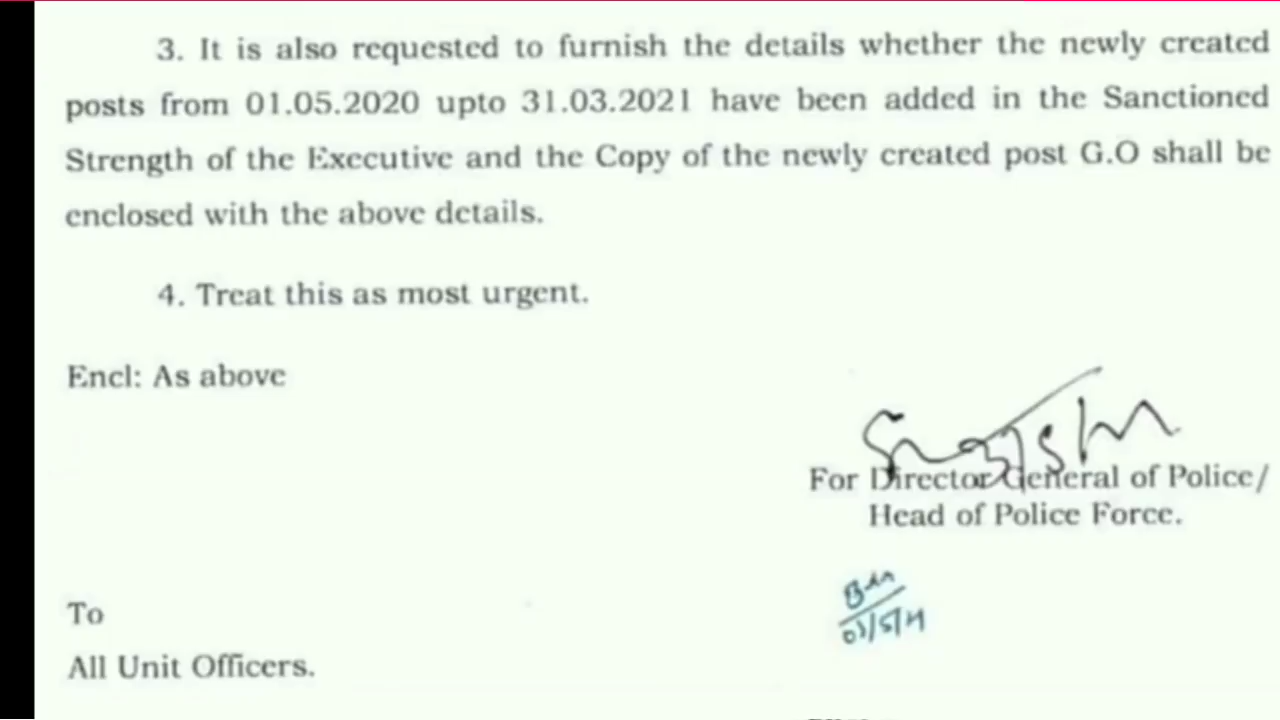 3. It is also requested to furnish the details whether the newly created
posts from 01.05.2020 upto 31.03.2021 have been added in the Sanctioned
Strength of the Executive and the Copy of the newly created post G.O shall be
enclosed with the above details.
4. Treat this as most urgent.
Encl: As above
For Director General of Police/
Head of Police Force.
To
All Unit Officers.